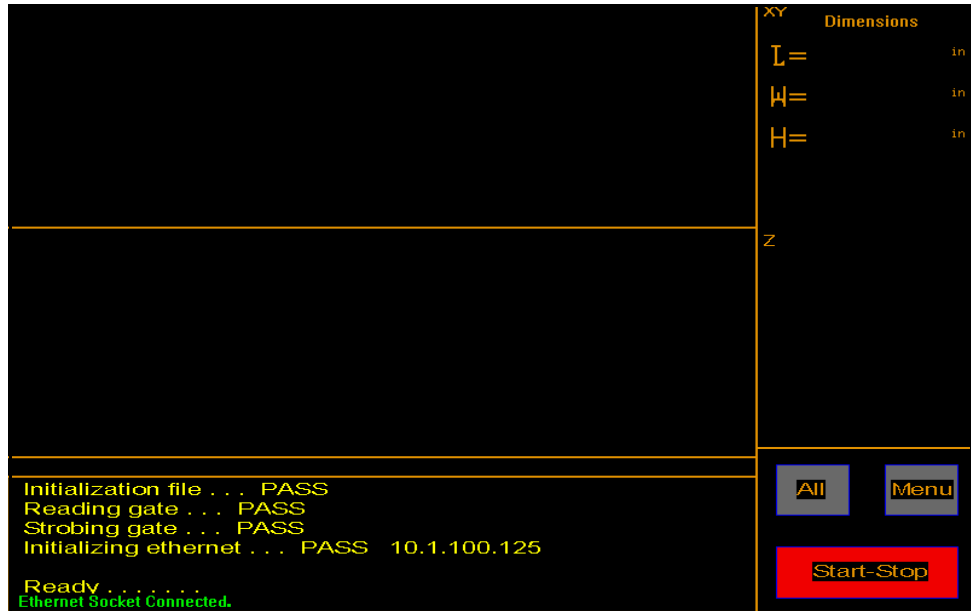 XY
Dimensions
L= in
W= in
H= in
Z
Initialization file . . . PASS
Reading gate . . . PASS
Strobing gate . . . PASS
Initializing ethernet . . . PASS 10.1.100.125
Ready . . . . . . .
Ethernet Socket Connected.
All Menu
Start-Stop